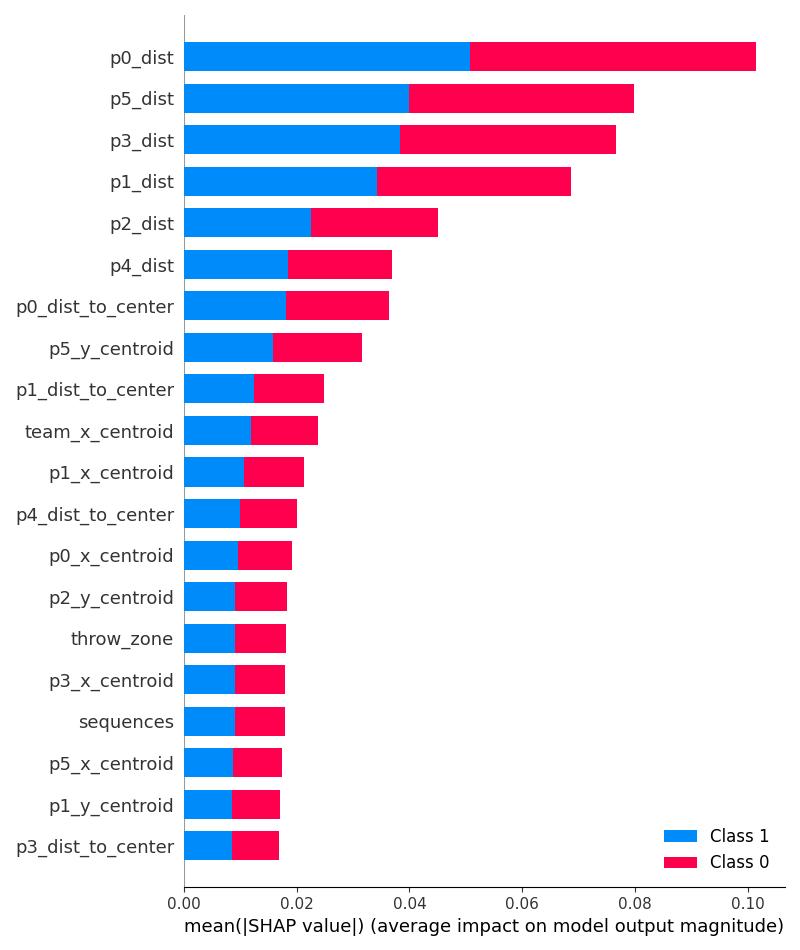 p0_dist
p5_dist
p3_dist
p1_dist
p2_dist
p4_dist
p0_dist_to_center
p5_y_centroid
p1_dist_to_center
team_x_centroid
p1_x_centroid
p4_dist_to_center
p0_x_centroid
p2_y_centroid
throw_zone
p3_x_centroid
sequences
p5_x_centroid
p1_y_centroid
p3_dist_to_center
Class 1
Class 0
0.00 0.02 0.04 0.06 0.08 0.10
mean(|SHAP value|) (average impact on model output magnitude)